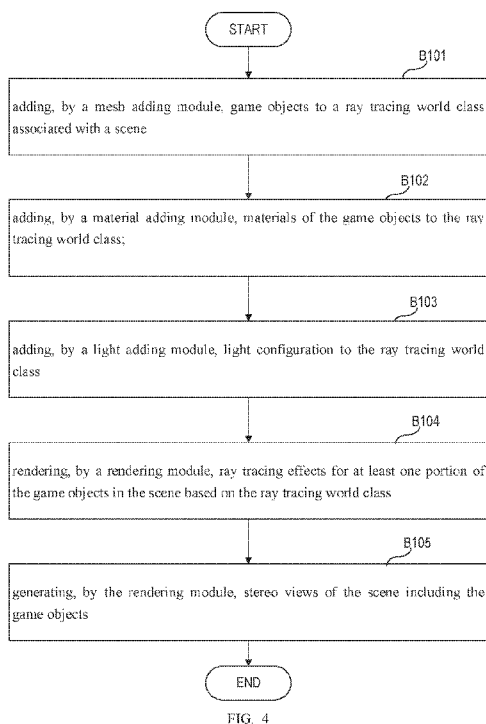 START
B101
adding, by a mesh adding module, game objects to a ray tracing world class
associated with a scene
B102
adding, by a material adding module, materials of the game objects to the ray
tracing world class;
B103
adding, by a light adding module, light configuration to the ray tracing world
class
B104
rendering, by a rendering module, ray tracing effects for at least one portion of
the game objects in the scene based on the ray tracing world class
B105
generating, by the rendering module, stereo views of the scene including the
game objects
END
FIG. 4